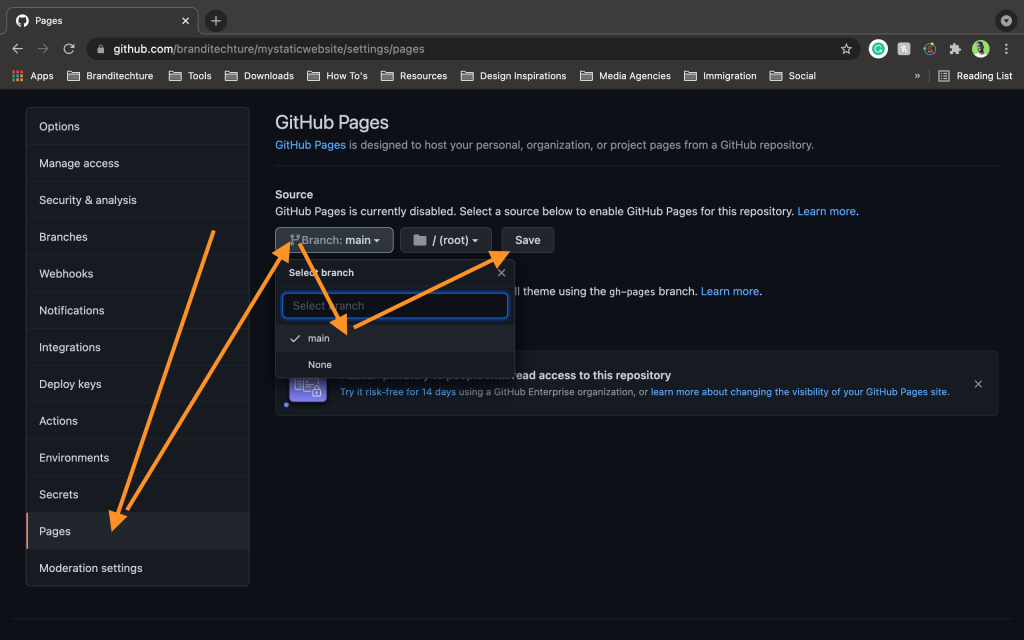 Pages
github.com/branditechture/mystaticwebsite/settings/pages
Apps Branditechture Tools Downloads How To's Resources Design Inspirations Media Agencies Immigration Social » Reading List
Options
Manage access
Security & analysis
Branches
Webhooks
Notifications
Integrations
Deploy keys
Actions
Environments
Secrets
Pages
Moderation settings
GitHub Pages
GitHub Pages is designed to host your personal, organization, or project pages from a GitHub repository.
Source
GitHub Pages is currently disabled. Select a source below to enable GitHub Pages for this repository. Learn more.
Branch: main / (root) Save
Select branch
Select branch
main
None
theme using the gh-pages branch. Learn more.
read access to this repository
Try it risk-free for 14 days using a GitHub Enterprise organization, or learn more about changing the visibility of your GitHub Pages site.